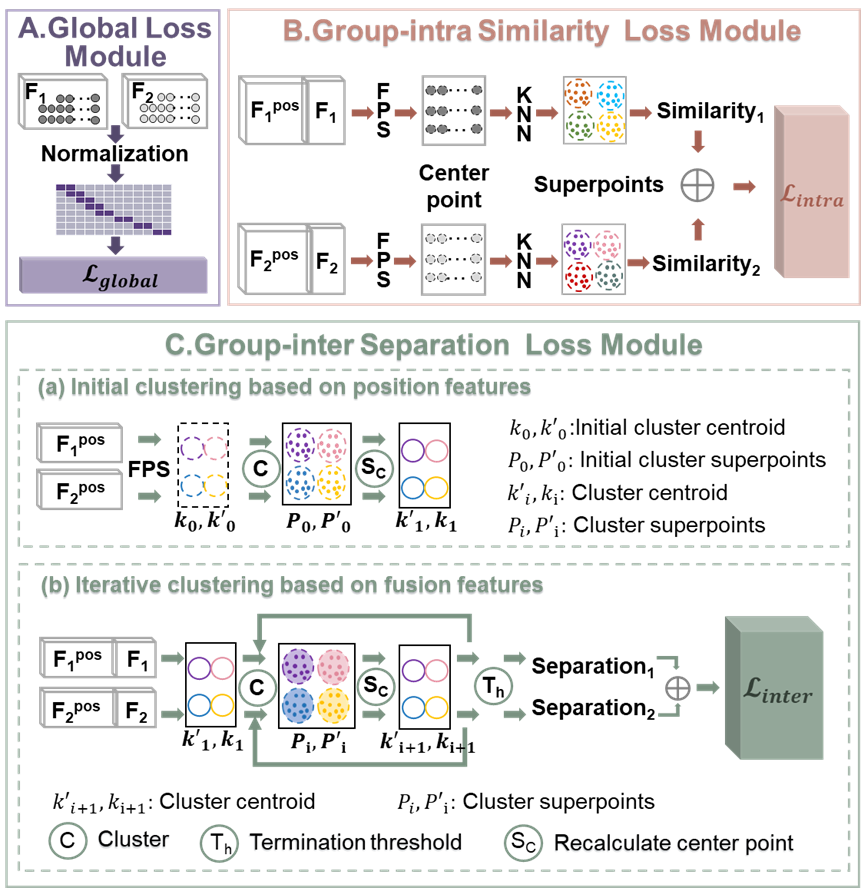 A.Global Loss
Module
F1
F2
Normalization
ℒglobal
B.Group-intra Similarity Loss Module
F1pos
F1
FPS
KNN
Similarity1
Center
point
Superpoints
F2pos
F2
FPS
KNN
Similarity2
ℒintra
C.Group-inter Separation Loss Module
(a) Initial clustering based on position features
F1pos
F2pos
FPS
C
SC
k0, k′0
P0, P′0
k′1, k1
k0, k′0:Initial cluster centroid
P0, P′0: Initial cluster superpoints
k′i, ki: Cluster centroid
Pi, P′i: Cluster superpoints
(b) Iterative clustering based on fusion features
F1pos
F1
F2pos
F2
C
SC
Th
k′1, k1
Pi, P′i
k′i+1, ki+1
Separation1
Separation2
ℒinter
k′i+1, ki+1: Cluster centroid
Pi, P′i: Cluster superpoints
C Cluster
Th Termination threshold
SC Recalculate center point